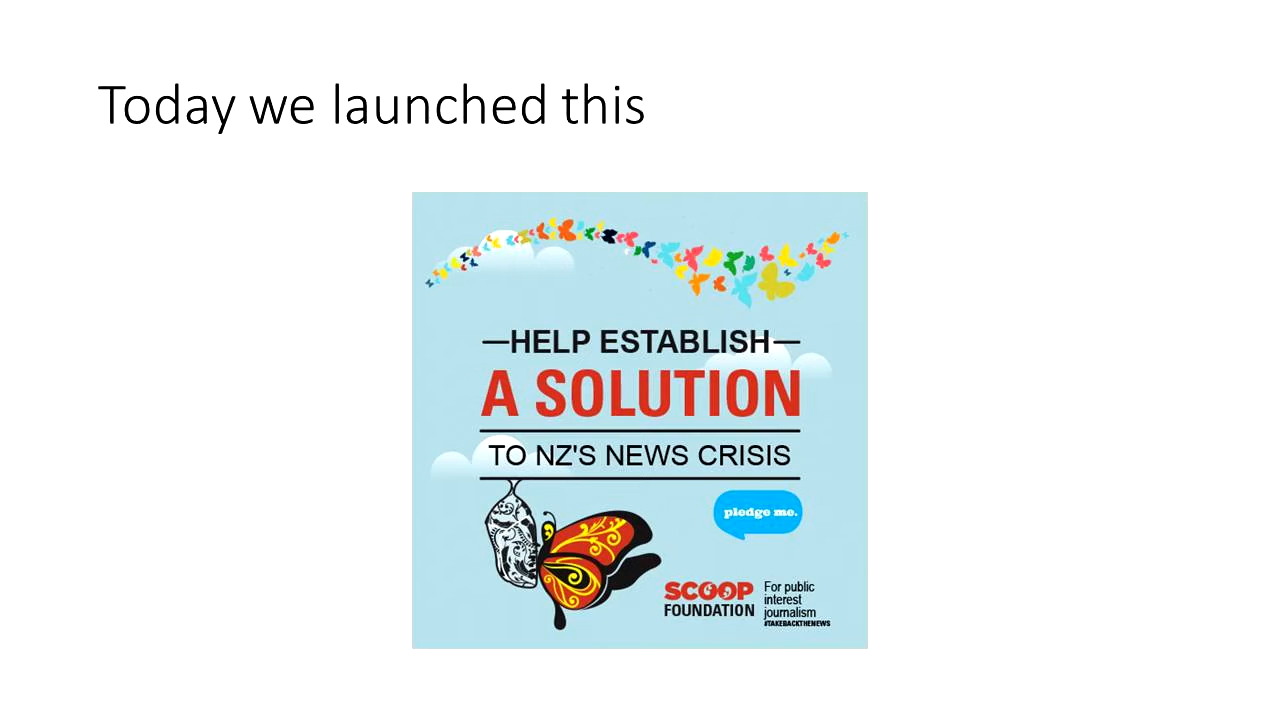 Today we launched this
HELP ESTABLISH
A SOLUTION
TO NZ'S NEWS CRISIS
pledge me.
SCOOP
FOUNDATION
For public
interest
journalism
#TAKEBACKTHENEWS